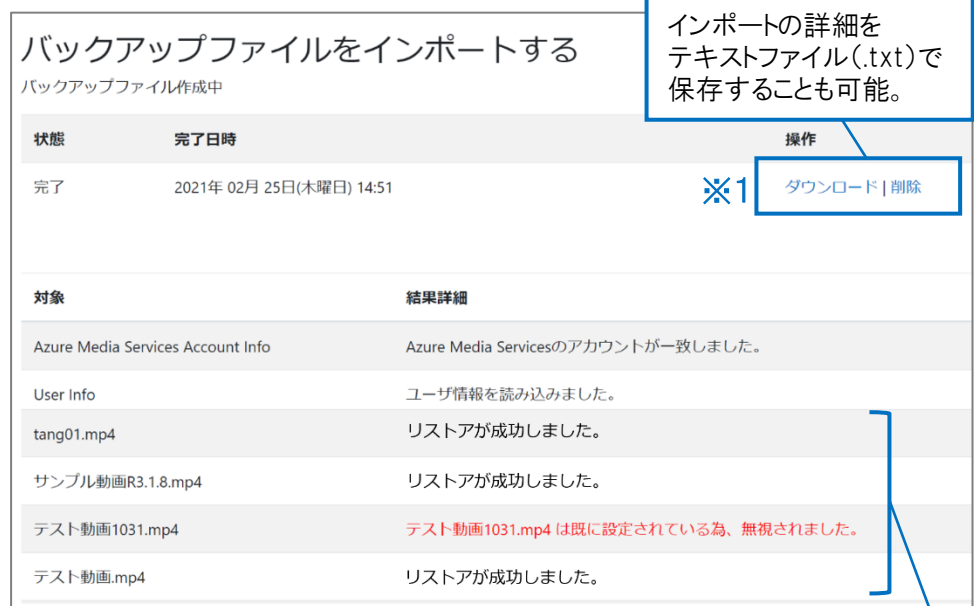 インポートの詳細を
テキストファイル(.txt)で
保存することも可能。
バックアップファイルをインポートする
バックアップファイル作成中
状態 完了日時 操作
完了 2021年 02月 25日(木曜日) 14:51 ※1 ダウンロード | 削除
対象 結果詳細
Azure Media Services Account Info Azure Media Servicesのアカウントが一致しました。
User Info ユーザ情報を読み込みました。
tang01.mp4 リストアが成功しました。
サンプル動画R3.1.8.mp4 リストアが成功しました。
テスト動画1031.mp4 テスト動画1031.mp4 は既に設定されている為、無視されました。
テスト動画.mp4 リストアが成功しました。